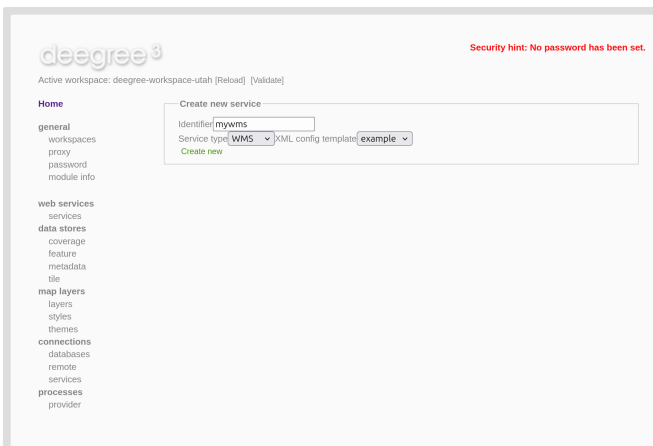 deegree 3
Security hint: No password has been set.
Active workspace: deegree-workspace-utah [Reload] [Validate]
Home
general
workspaces
proxy
password
module info
web services
services
data stores
coverage
feature
metadata
tile
map layers
layers
styles
themes
connections
databases
remote
services
processes
provider
Create new service
Identifier mywms
Service type WMS XML config template example
Create new